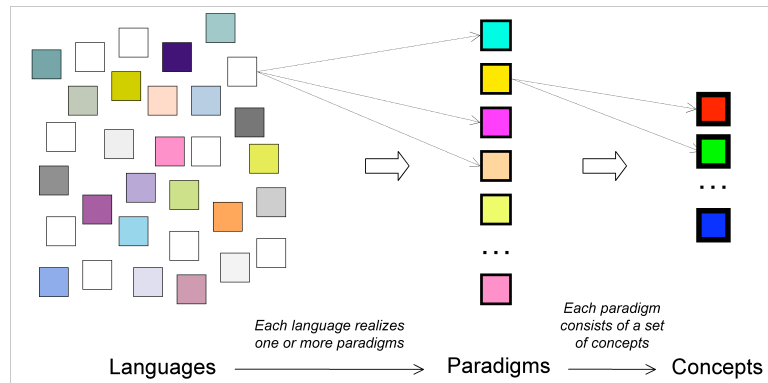 ...
...
Each language realizes
one or more paradigms
Each paradigm
consists of a set
of concepts
Languages
Paradigms
Concepts